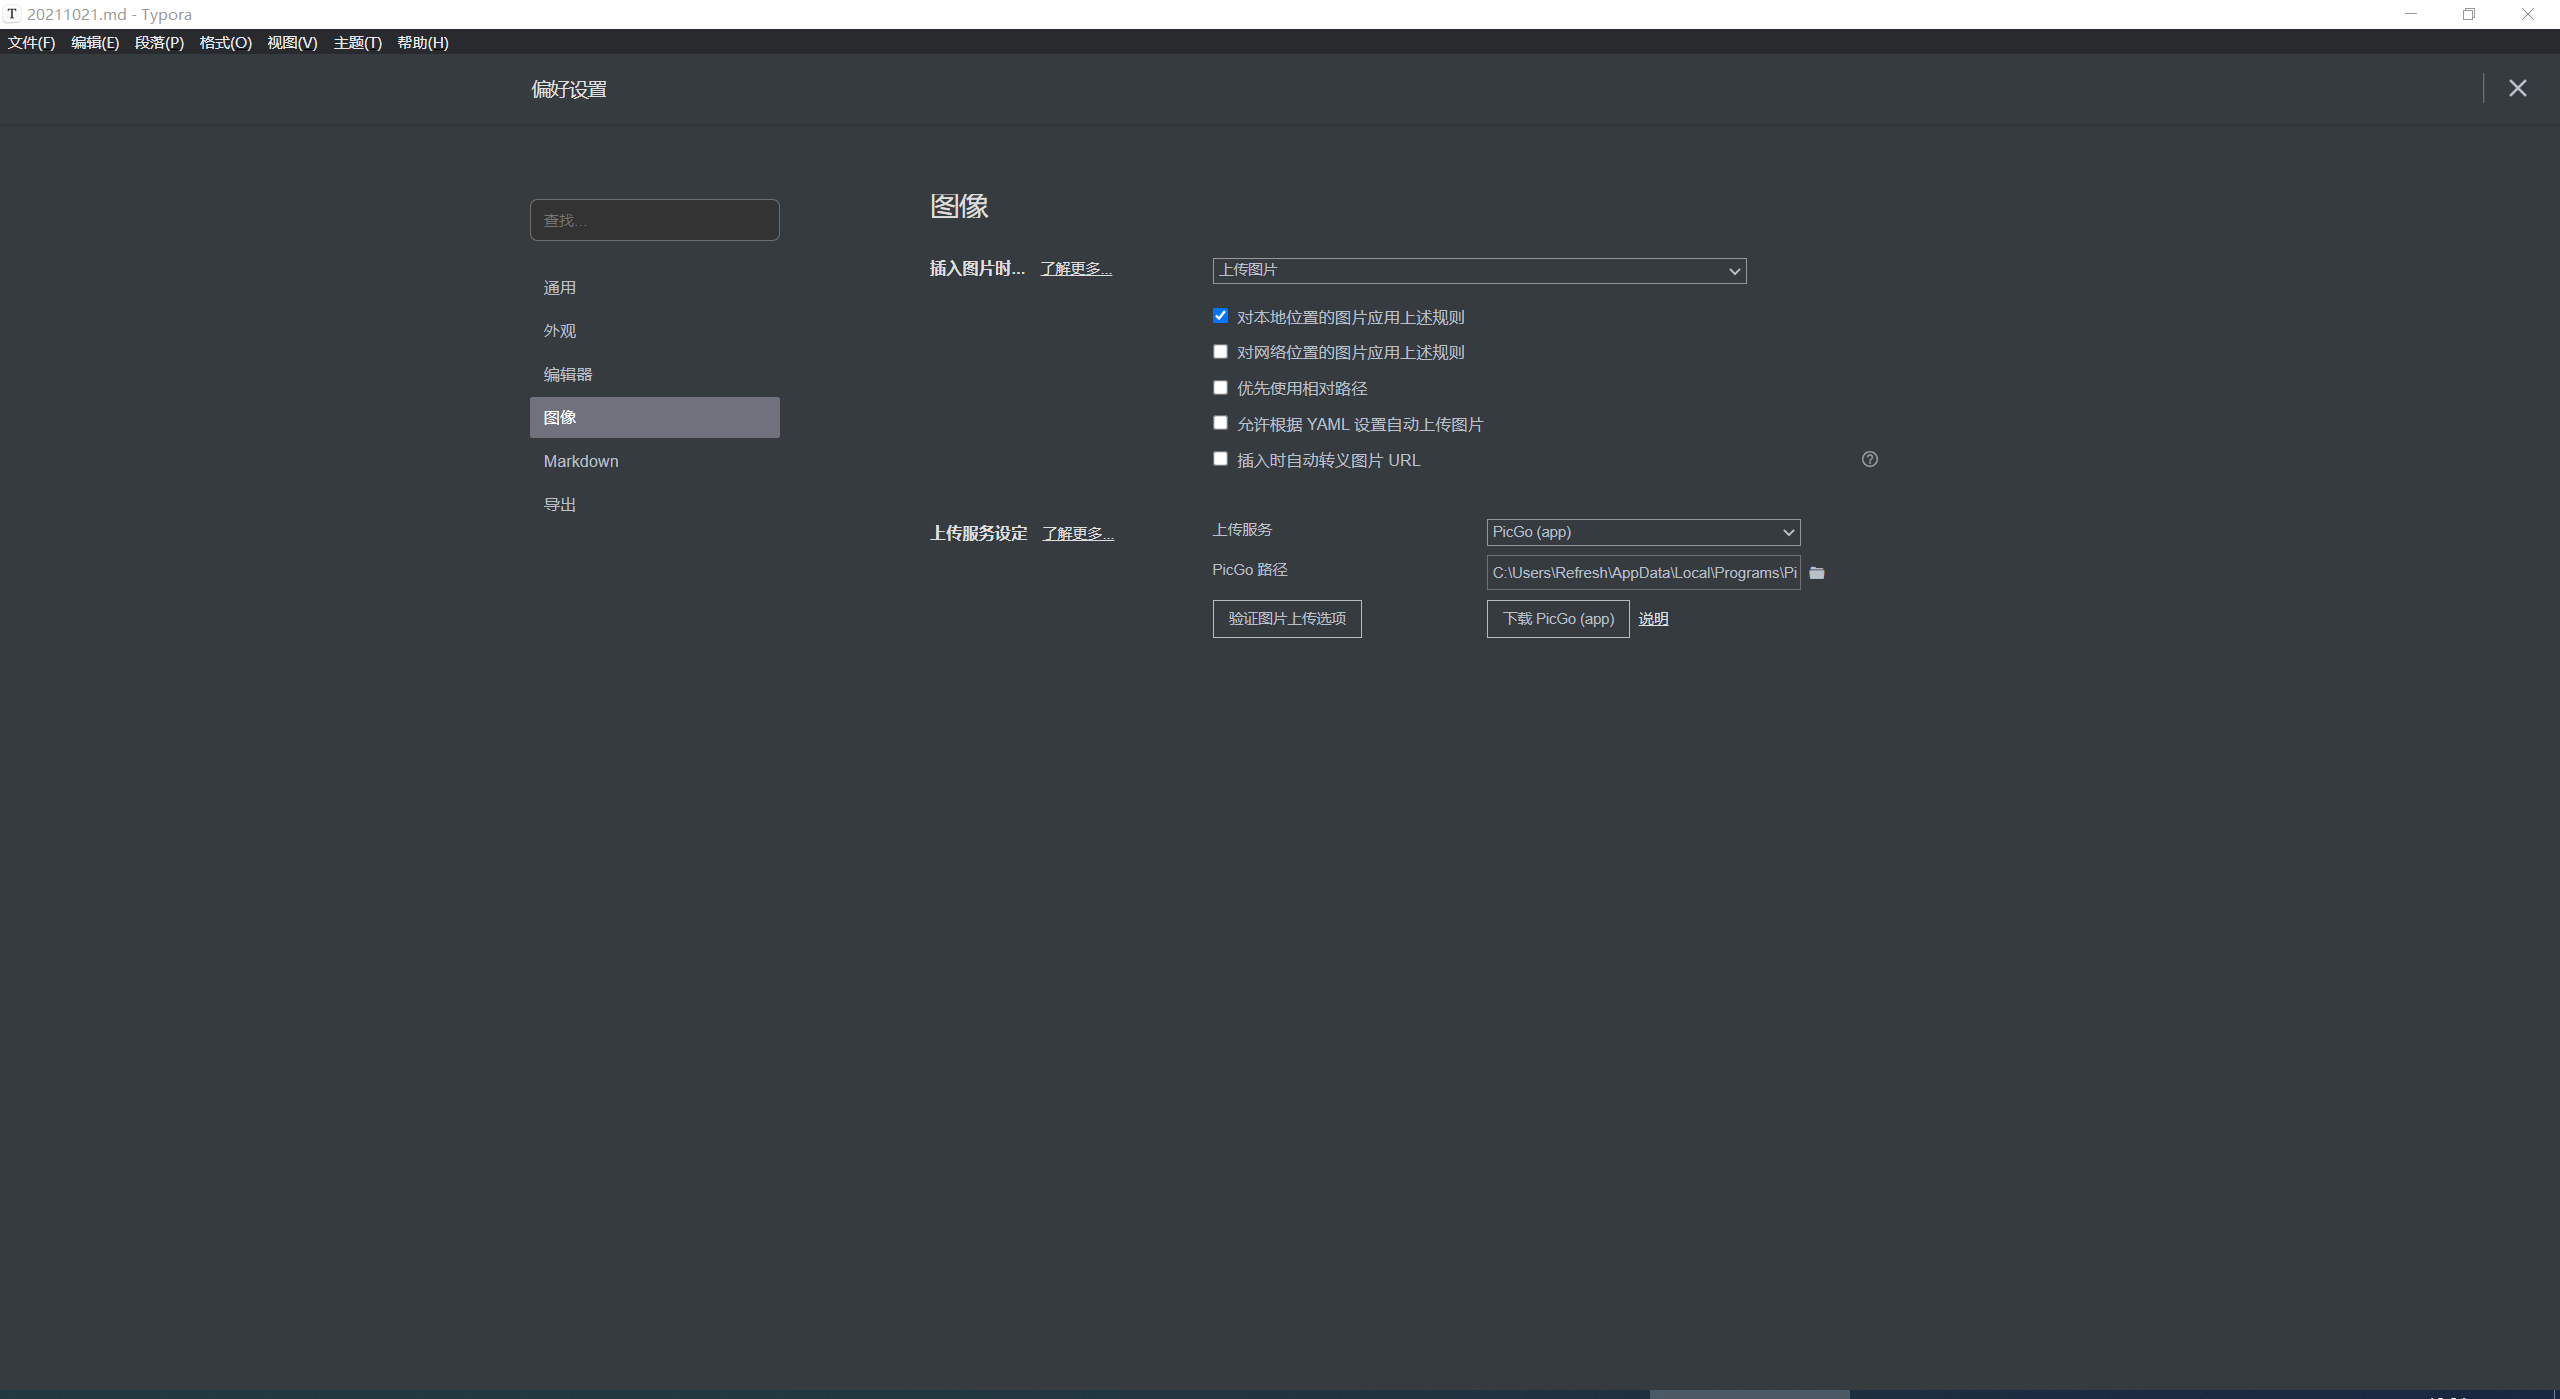 20211021.md - Typora
文件(F) 编辑(E) 段落(P) 格式(O) 视图(V) 主题(T) 帮助(H)
偏好设置
查找...
通用
外观
编辑器
图像
Markdown
导出
图像
插入图片时... 了解更多...
上传图片
对本地位置的图片应用上述规则
对网络位置的图片应用上述规则
优先使用相对路径
允许根据 YAML 设置自动上传图片
插入时自动转义图片 URL
上传服务设定 了解更多...
上传服务 PicGo (app)
PicGo 路径 C:\Users\Refresh\AppData\Local\Programs\Pi
验证图片上传选项 下载 PicGo (app) 说明